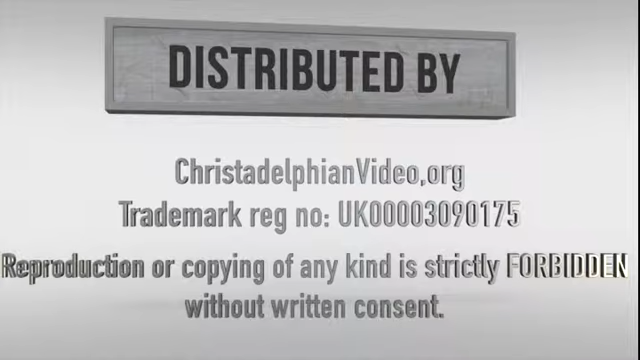 DISTRIBUTED BY
ChristadelphianVideo.org
Trademark reg no: UK00003090175
Reproduction or copying of any kind is strictly FORBIDDEN
without written consent.